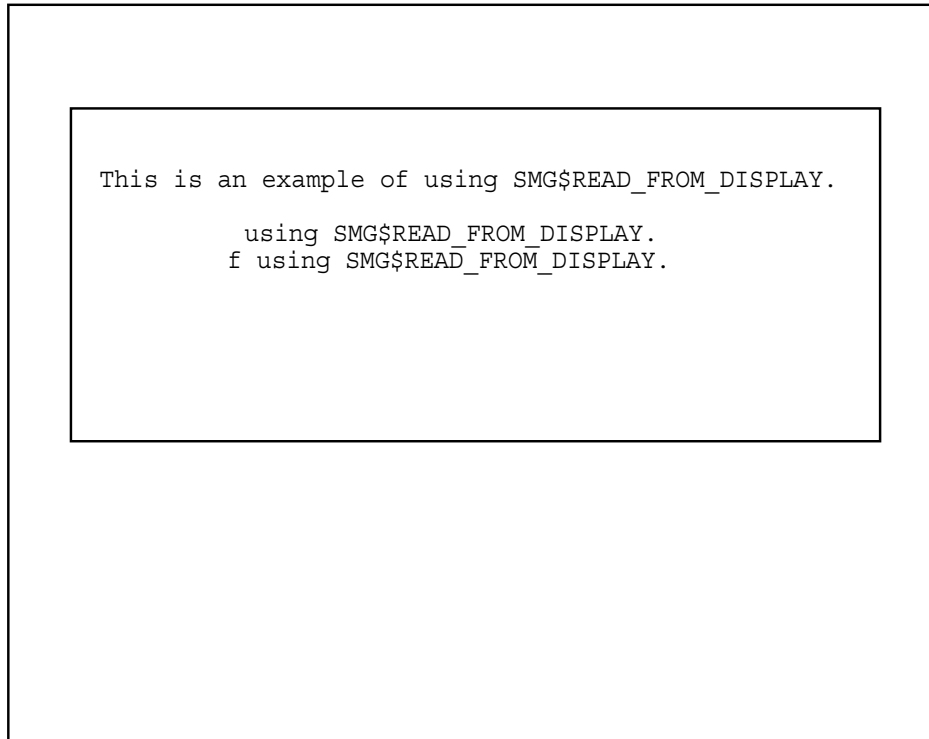 This is an example of using SMG$READ_FROM_DISPLAY.
using SMG$READ_FROM_DISPLAY.
f using SMG$READ_FROM_DISPLAY.